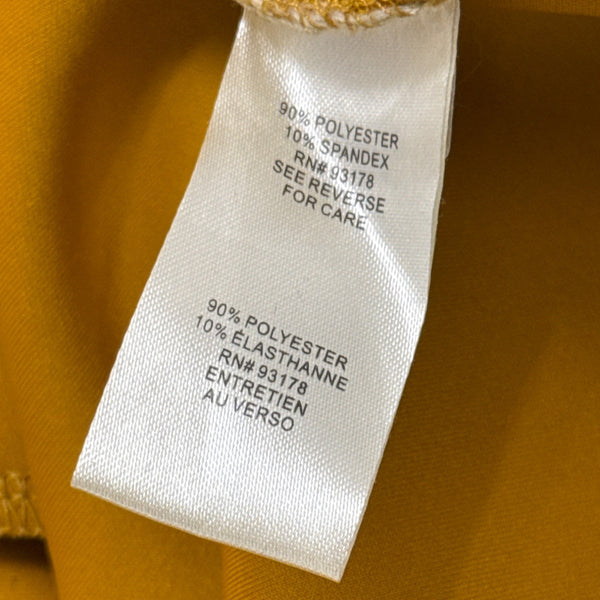 90% POLYESTER
10% SPANDEX
RN# 93178
SEE REVERSE
FOR CARE
90% POLYESTER
10% ÉLASTHANNE
RN# 93178
ENTRETIEN
AU VERSO